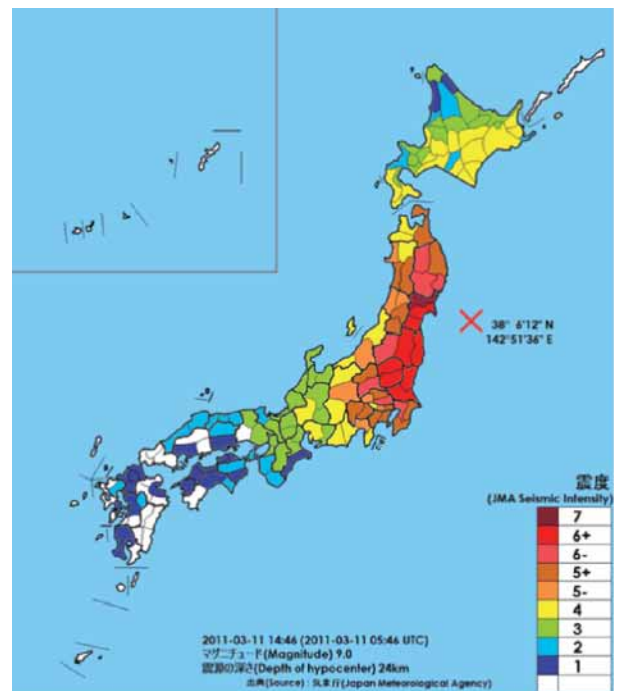 38° 6'12" N
142°51'36" E
震度
(JMA Seismic Intensity)
7
6+
6-
5+
5-
4
3
2
1
2011-03-11 14:46 (2011-03-11 05:46 UTC)
マグニチュード(Magnitude) 9.0
震源の深さ(Depth of hypocenter) 24km
出典(Source) : 気象庁(Japan Meteorological Agency)